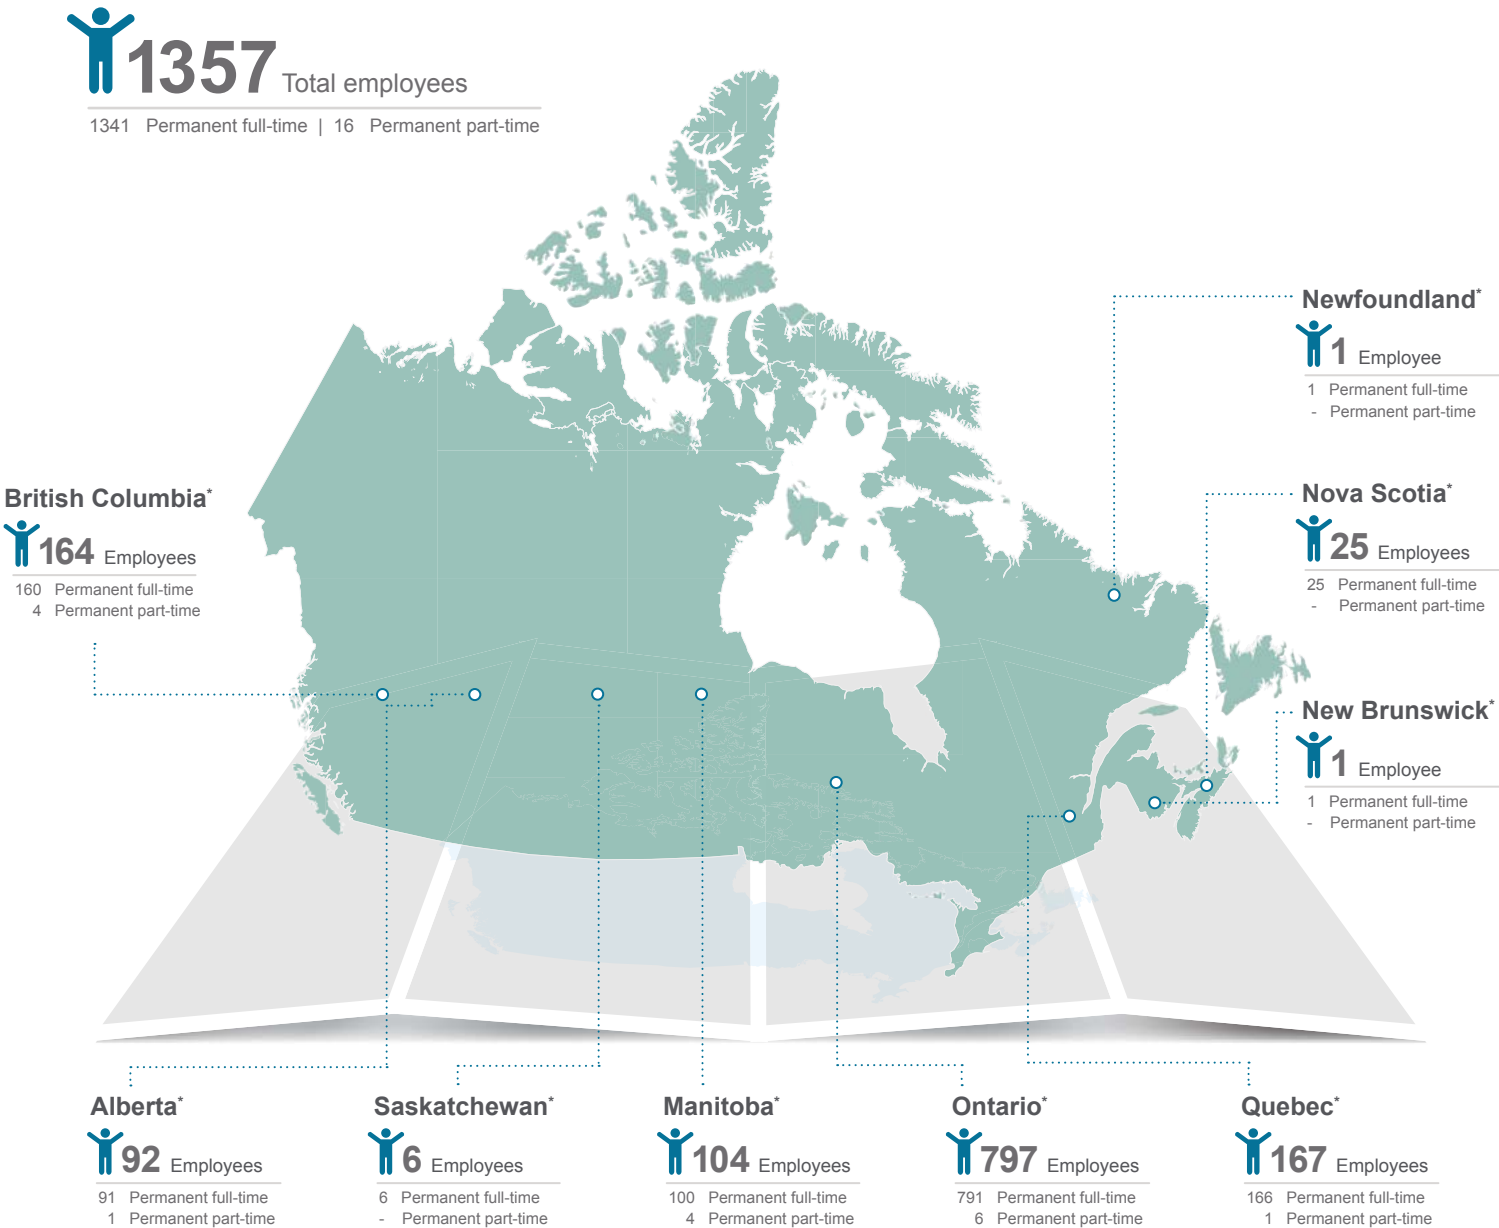 1357 Total employees
1341 Permanent full-time | 16 Permanent part-time
Newfoundland*
1 Employee
1 Permanent full-time
- Permanent part-time
British Columbia*
164 Employees
160 Permanent full-time
4 Permanent part-time
Nova Scotia*
25 Employees
25 Permanent full-time
- Permanent part-time
New Brunswick*
1 Employee
1 Permanent full-time
- Permanent part-time
Alberta*
92 Employees
91 Permanent full-time
1 Permanent part-time
Saskatchewan*
6 Employees
6 Permanent full-time
- Permanent part-time
Manitoba*
104 Employees
100 Permanent full-time
4 Permanent part-time
Ontario*
797 Employees
791 Permanent full-time
6 Permanent part-time
Quebec*
167 Employees
166 Permanent full-time
1 Permanent part-time